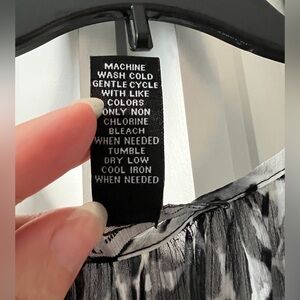 MACHINE
WASH COLD
GENTLE CYCLE
WITH LIKE
COLORS
ONLY NON
CHLORINE
BLEACH
WHEN NEEDED
TUMBLE
DRY LOW
COOL IRON
WHEN NEEDED